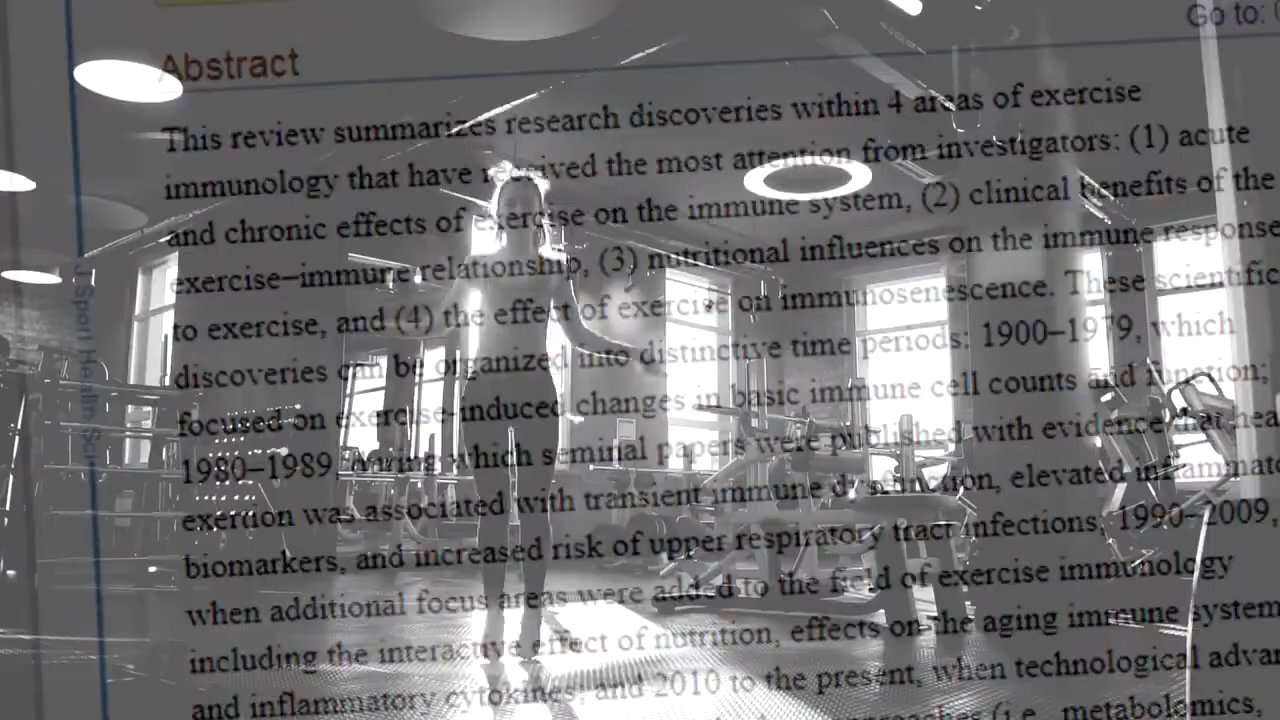 Go to:
Abstract
This review summarizes research discoveries within 4 areas of exercise
immunology that have received the most attention from investigators: (1) acute
and chronic effects of exercise on the immune system, (2) clinical benefits of the
exercise–immune relationship, (3) nutritional influences on the immune response
to exercise, and (4) the effect of exercise on immunosenescence. These scientific
discoveries can be organized into distinctive time periods: 1900–1979, which
focused on exercise-induced changes in basic immune cell counts and function;
1980–1989, during which seminal papers were published with evidence that hea
exertion was associated with transient immune dysfunction, elevated inflammato
biomarkers, and increased risk of upper respiratory tract infections; 1990–2009,
when additional focus areas were added to the field of exercise immunology
including the interactive effect of nutrition, effects on the aging immune system
and inflammatory cytokines; and 2010 to the present, when technological advan
(i.e., metabolomics,
J Sport Health Sci